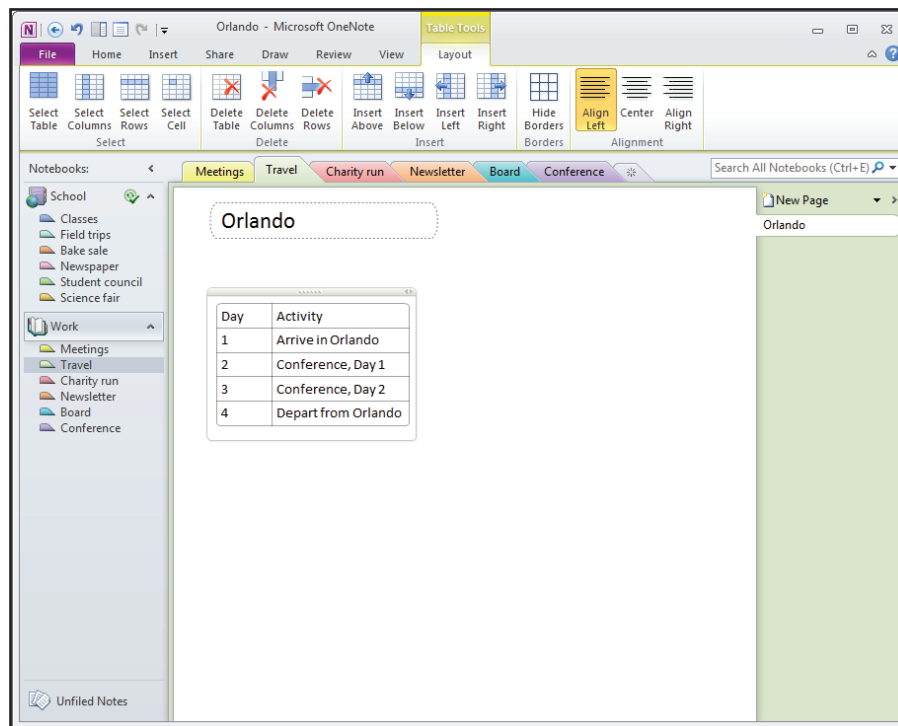 Orlando - Microsoft OneNote
Table Tools
File Home Insert Share Draw Review View Layout
Select Table
Select Columns
Select Rows
Select Cell
Delete Table
Delete Columns
Delete Rows
Insert Above
Insert Below
Insert Left
Insert Right
Hide Borders
Align Left
Center
Align Right
Select Delete Insert Borders Alignment
Notebooks:
Meetings Travel Charity run Newsletter Board Conference
Search All Notebooks (Ctrl+E)
School
Classes
Field trips
Bake sale
Newspaper
Student council
Science fair
Work
Meetings
Travel
Charity run
Newsletter
Board
Conference
Unfiled Notes
Orlando
Day Activity
1 Arrive in Orlando
2 Conference, Day 1
3 Conference, Day 2
4 Depart from Orlando
New Page
Orlando